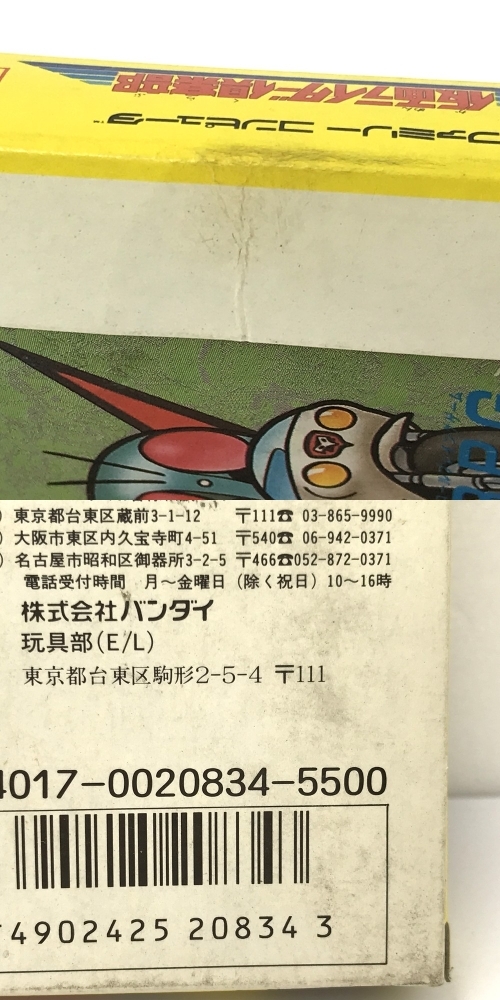 仮面ライダー倶楽部
ファミリー コンピュータ™
) 東京都台東区蔵前3-1-12 〒111☎ 03-865-9990
) 大阪市東区内久宝寺町4-51 〒540☎ 06-942-0371
) 名古屋市昭和区御器所3-2-5 〒466☎052-872-0371
電話受付時間 月〜金曜日(除く祝日)10〜16時
株式会社バンダイ
玩具部(E/L)
東京都台東区駒形2-5-4 〒111
4017-0020834-5500
4902425 20834 3